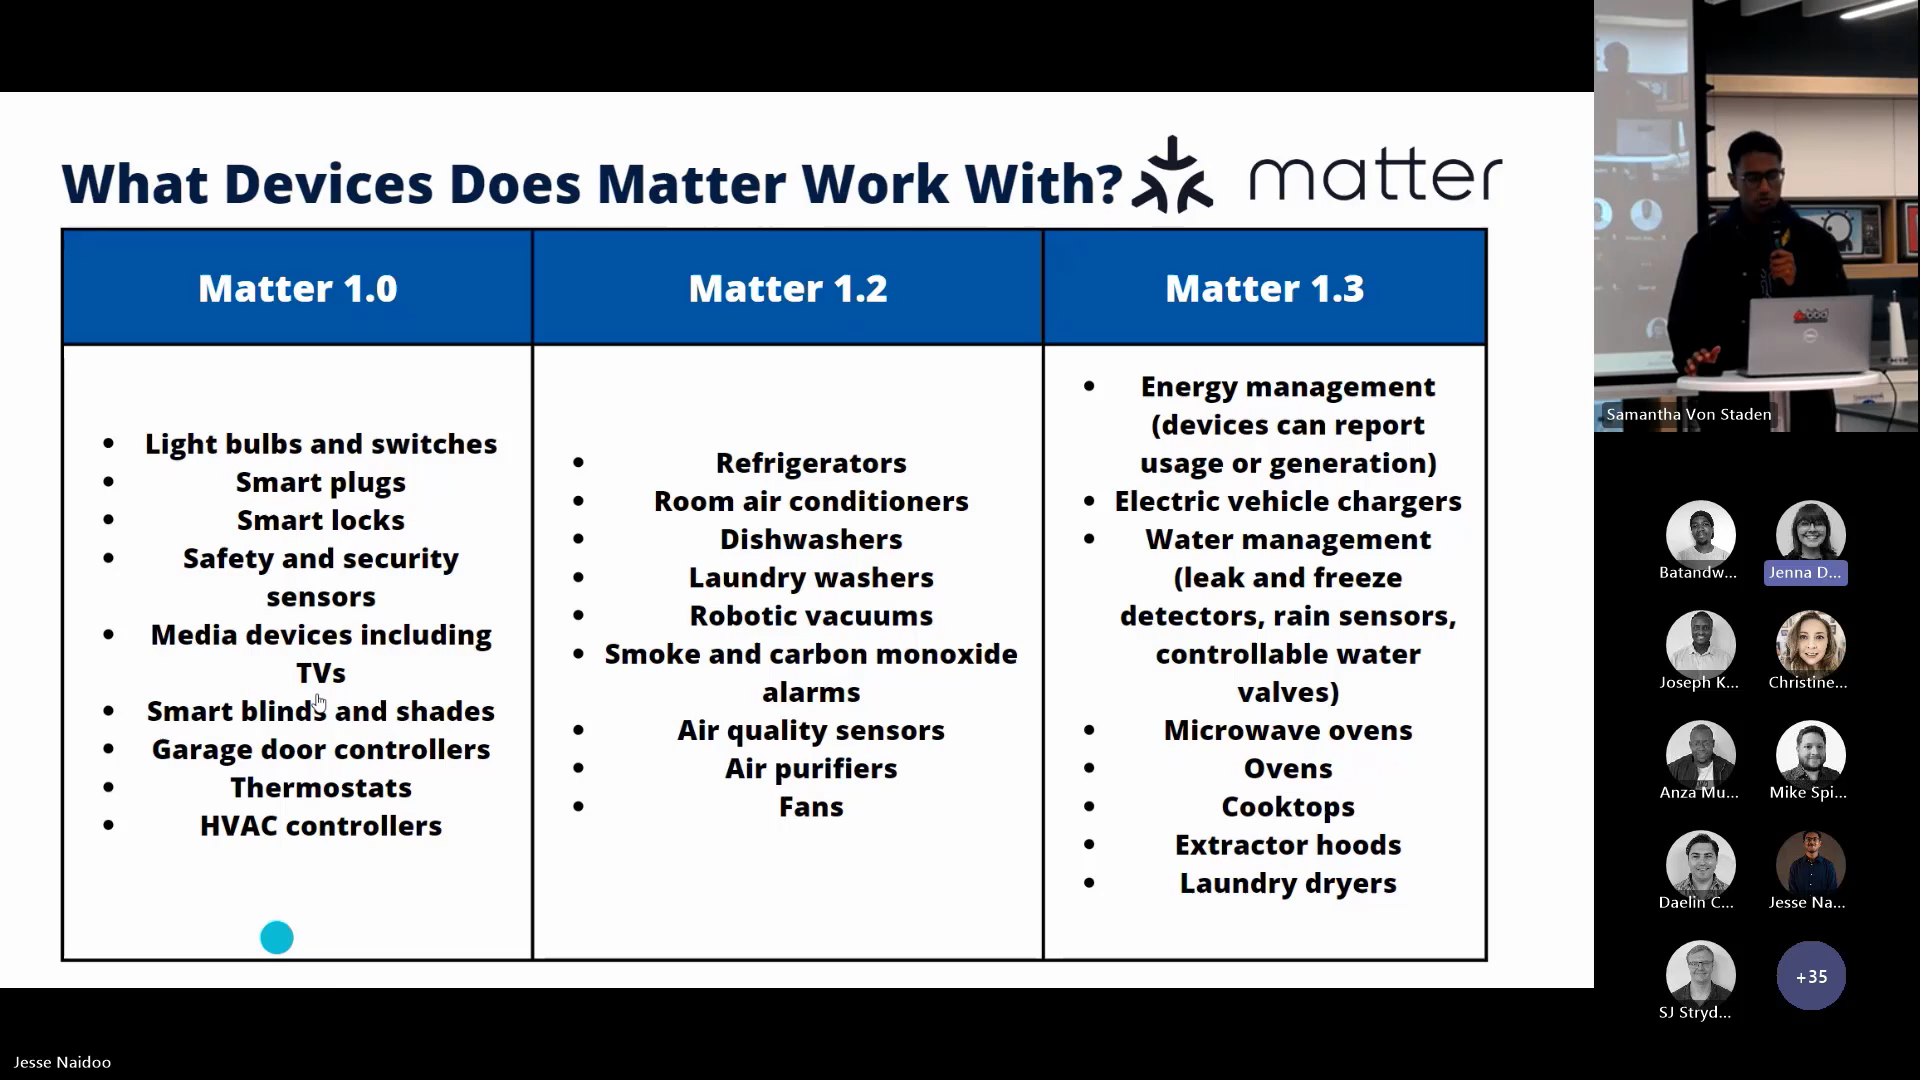 What Devices Does Matter Work With?
matter
Matter 1.0
Matter 1.2
Matter 1.3
Light bulbs and switches
Smart plugs
Smart locks
Safety and security
sensors
Media devices including
TVs
Smart blinds and shades
Garage door controllers
Thermostats
HVAC controllers
Refrigerators
Room air conditioners
Dishwashers
Laundry washers
Robotic vacuums
Smoke and carbon monoxide
alarms
Air quality sensors
Air purifiers
Fans
Energy management
(devices can report
usage or generation)
Electric vehicle chargers
Water management
(leak and freeze
detectors, rain sensors,
controllable water
valves)
Microwave ovens
Ovens
Cooktops
Extractor hoods
Laundry dryers
bbd
DELL
Samantha Von Staden
Batandw...
Jenna D...
Joseph K...
Christine...
Anza Mu...
Mike Spi...
Daelin C...
Jesse Na...
SJ Stryd...
+35
Jesse Naidoo